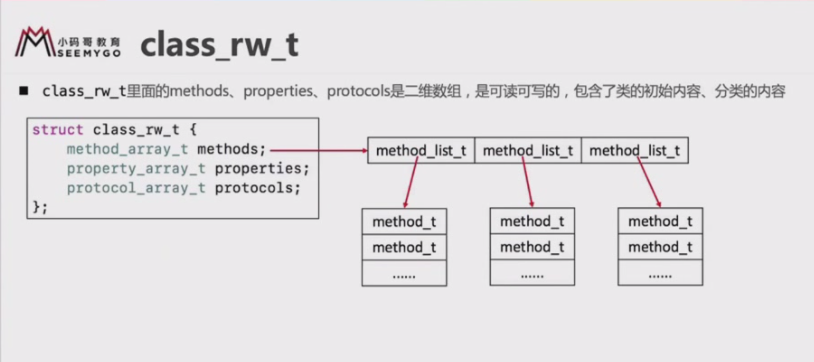 小码哥教育
SEEMYGO
class_rw_t
class_rw_t里面的methods、properties、protocols是二维数组，是可读可写的，包含了类的初始内容、分类的内容
struct class_rw_t {
method_array_t methods;
property_array_t properties;
protocol_array_t protocols;
};
method_list_t method_list_t method_list_t
method_t method_t method_t
method_t method_t method_t
...... ...... ......